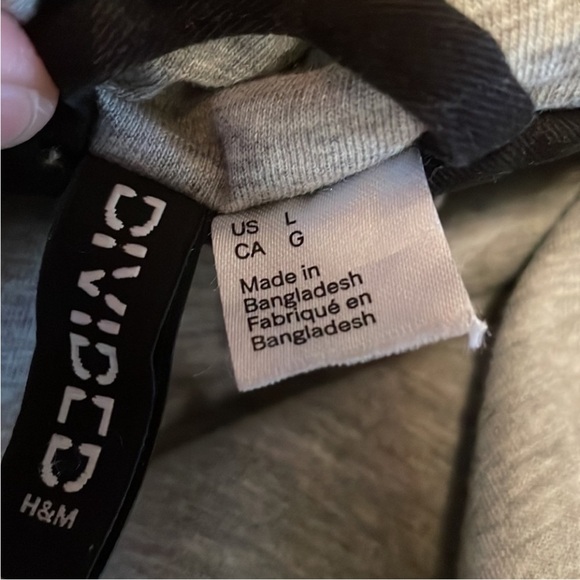 DIVIDED
H&M
US L
CA G
Made in
Bangladesh
Fabriqué en
Bangladesh